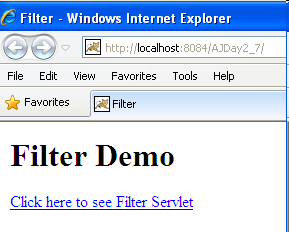 Filter - Windows Internet Explorer
http://localhost:8084/AJDay2_7/
File Edit View Favorites Tools Help
Favorites Filter
Filter Demo
Click here to see Filter Servlet